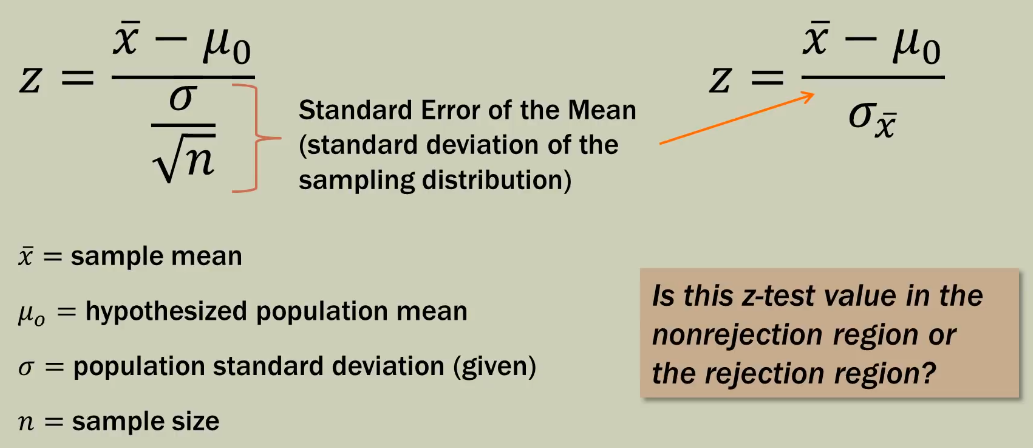 z = (x̄ − μ₀) / (σ / √n)
Standard Error of the Mean
(standard deviation of the
sampling distribution)
z = (x̄ − μ₀) / σ_x̄
x̄ = sample mean
μₒ = hypothesized population mean
σ = population standard deviation (given)
n = sample size
Is this z-test value in the
nonrejection region or
the rejection region?